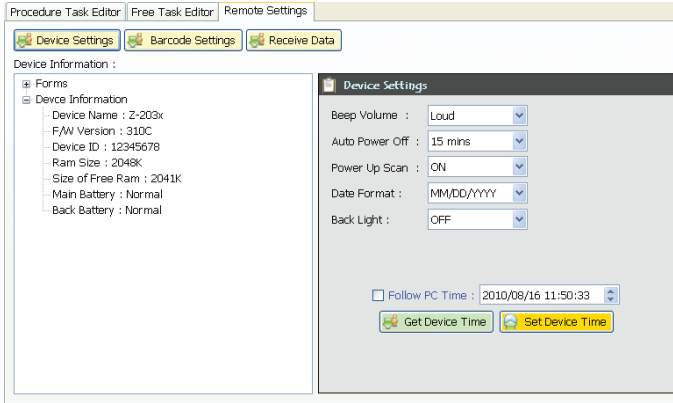 Procedure Task Editor Free Task Editor Remote Settings
Device Settings Barcode Settings Receive Data
Device Information :
Forms
Devce Information
Device Name : Z-203x
F/W Version : 310C
Device ID : 12345678
Ram Size : 2048K
Size of Free Ram : 2041K
Main Battery : Normal
Back Battery : Normal
Device Settings
Beep Volume : Loud
Auto Power Off : 15 mins
Power Up Scan : ON
Date Format : MM/DD/YYYY
Back Light : OFF
Follow PC Time : 2010/08/16 11:50:33
Get Device Time Set Device Time